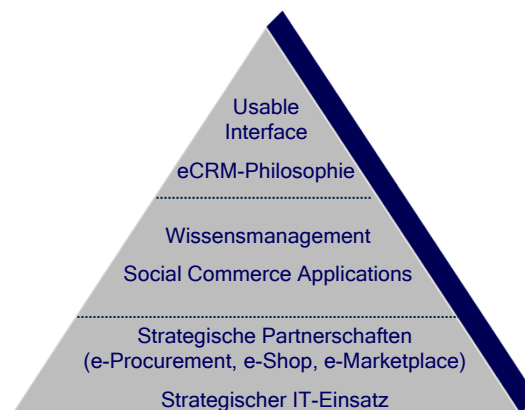 Usable
Interface
eCRM-Philosophie
Wissensmanagement
Social Commerce Applications
Strategische Partnerschaften
(e-Procurement, e-Shop, e-Marketplace)
Strategischer IT-Einsatz